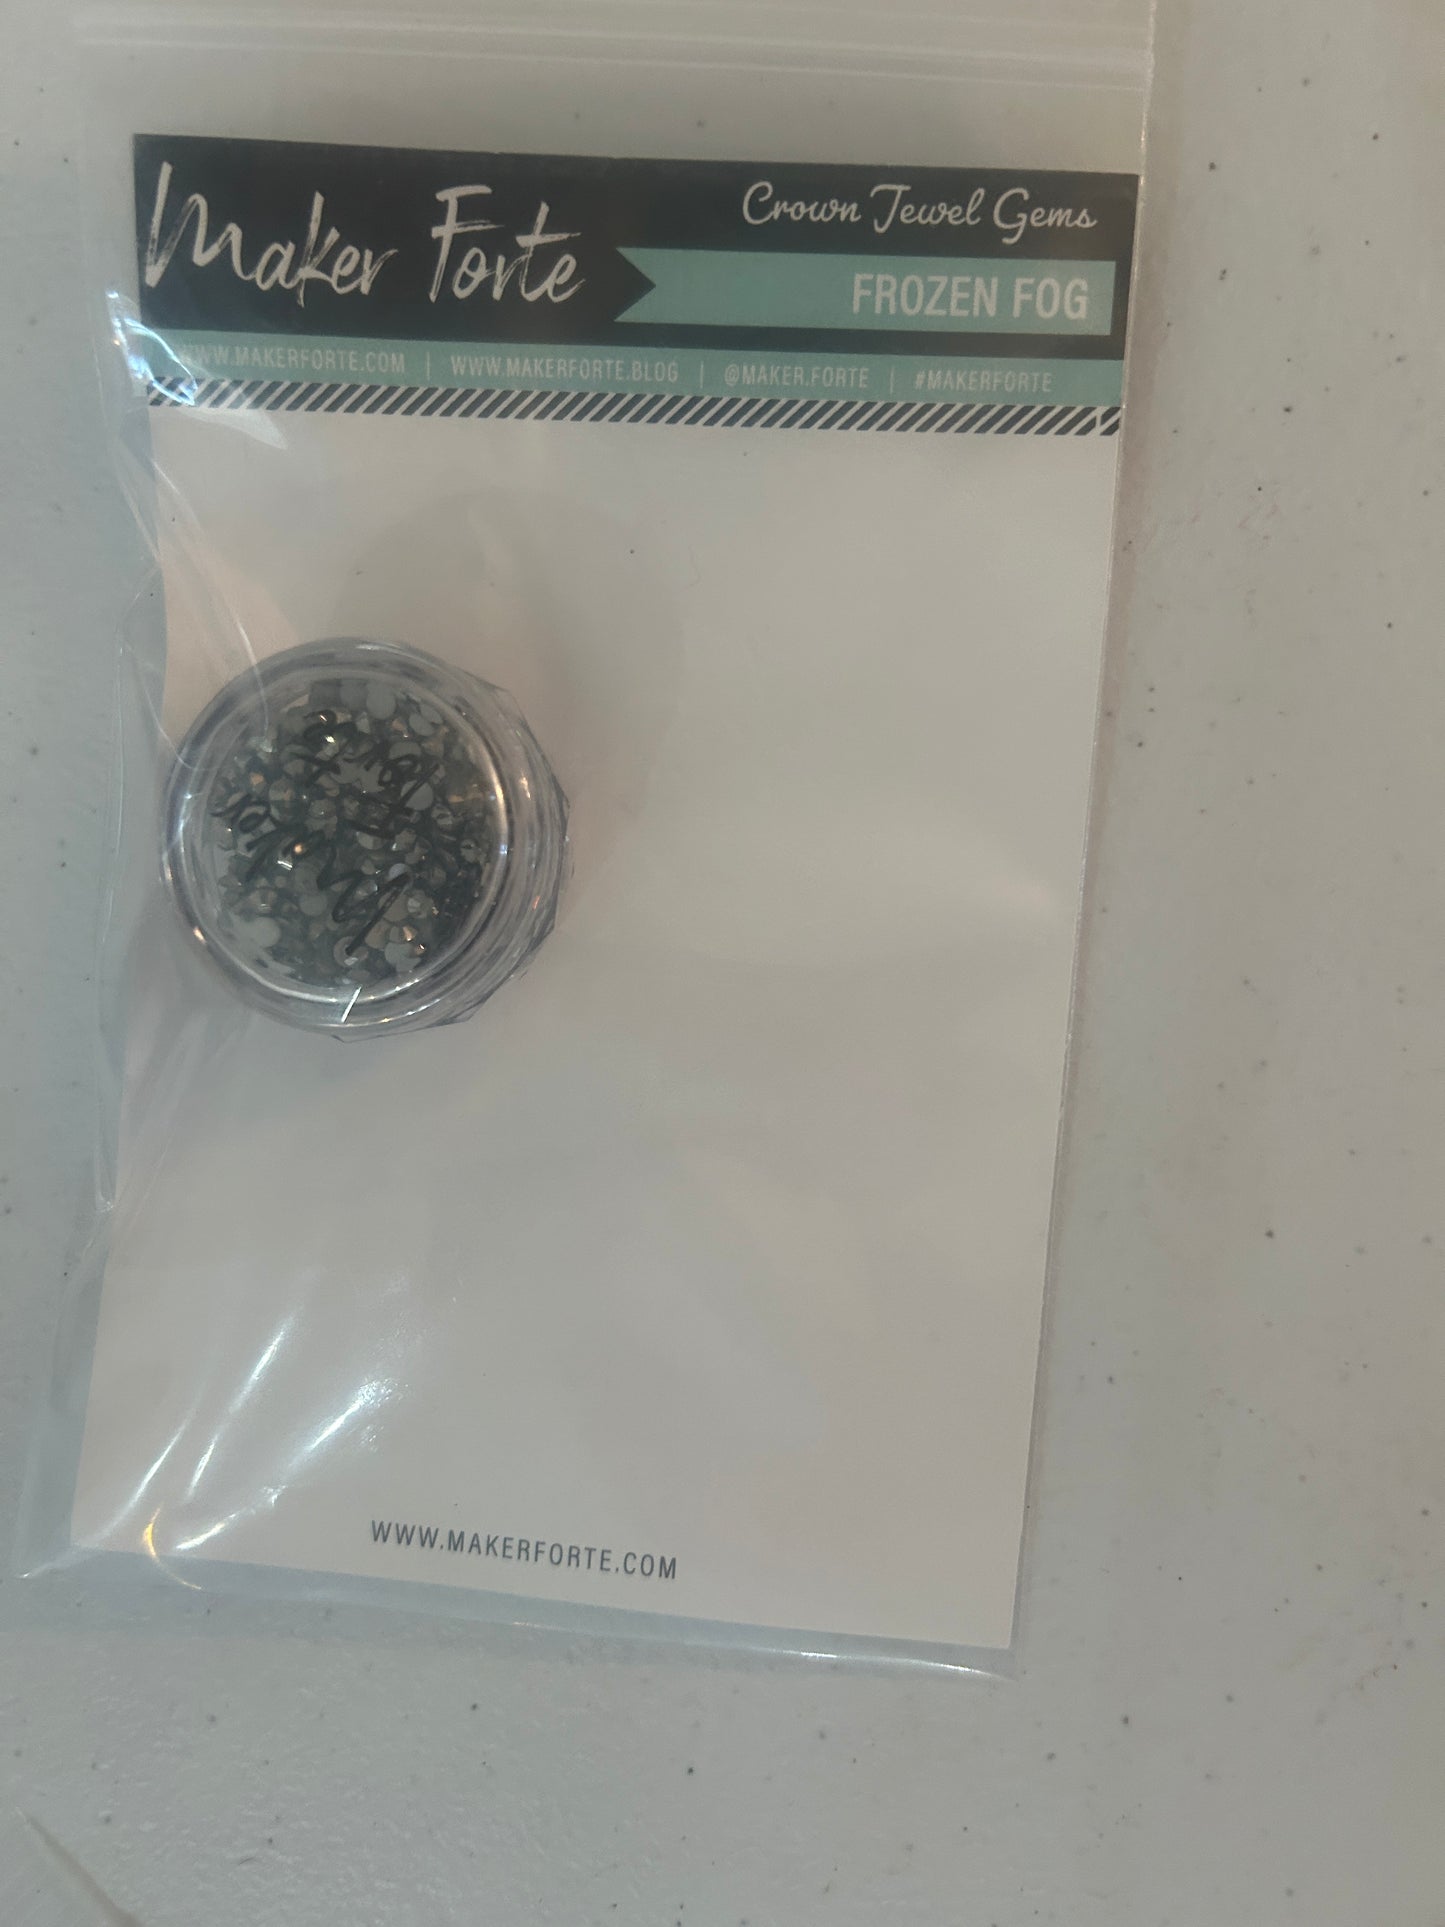 Maker Forte
Crown Jewel Gems
FROZEN FOG
WWW.MAKERFORTE.COM | WWW.MAKERFORTE.BLOG | @MAKER.FORTE | #MAKERFORTE
WWW.MAKERFORTE.COM